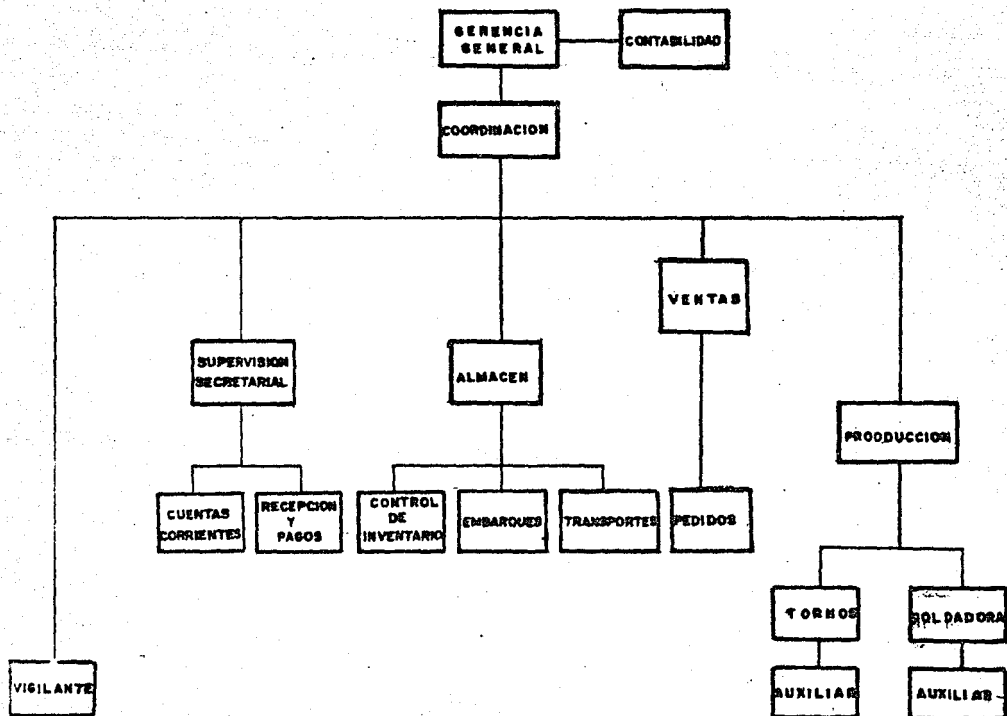 GERENCIA
GENERAL
CONTABILIDAD
COORDINACION
VENTAS
SUPERVISION
SECRETARIAL
ALMACEN
PRODDUCCION
CUENTAS
CORRIENTES
RECEPCION
Y
PAGOS
CONTROL
DE
INVENTARIO
EMBARQUES
TRANSPORTES
PEDIDOS
TORNOS
SOLDADORA
VIGILANTE
AUXILIAR
AUXILIAR